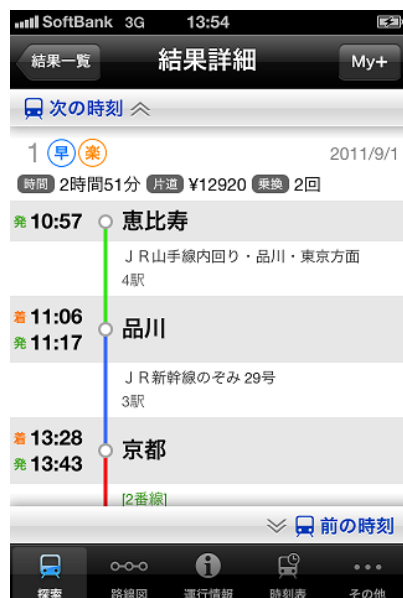 SoftBank 3G 13:54
結果一覧 結果詳細 My+
次の時刻
1 早 楽 2011/9/1
時間 2時間51分 片道 ¥12920 乗換 2回
発 10:57 恵比寿
JR山手線内回り・品川・東京方面
4駅
着 11:06
品川
発 11:17
JR新幹線のぞみ29号
3駅
着 13:28
京都
発 13:43
[2番線]
前の時刻
探索 路線図 運行情報 時刻表 その他